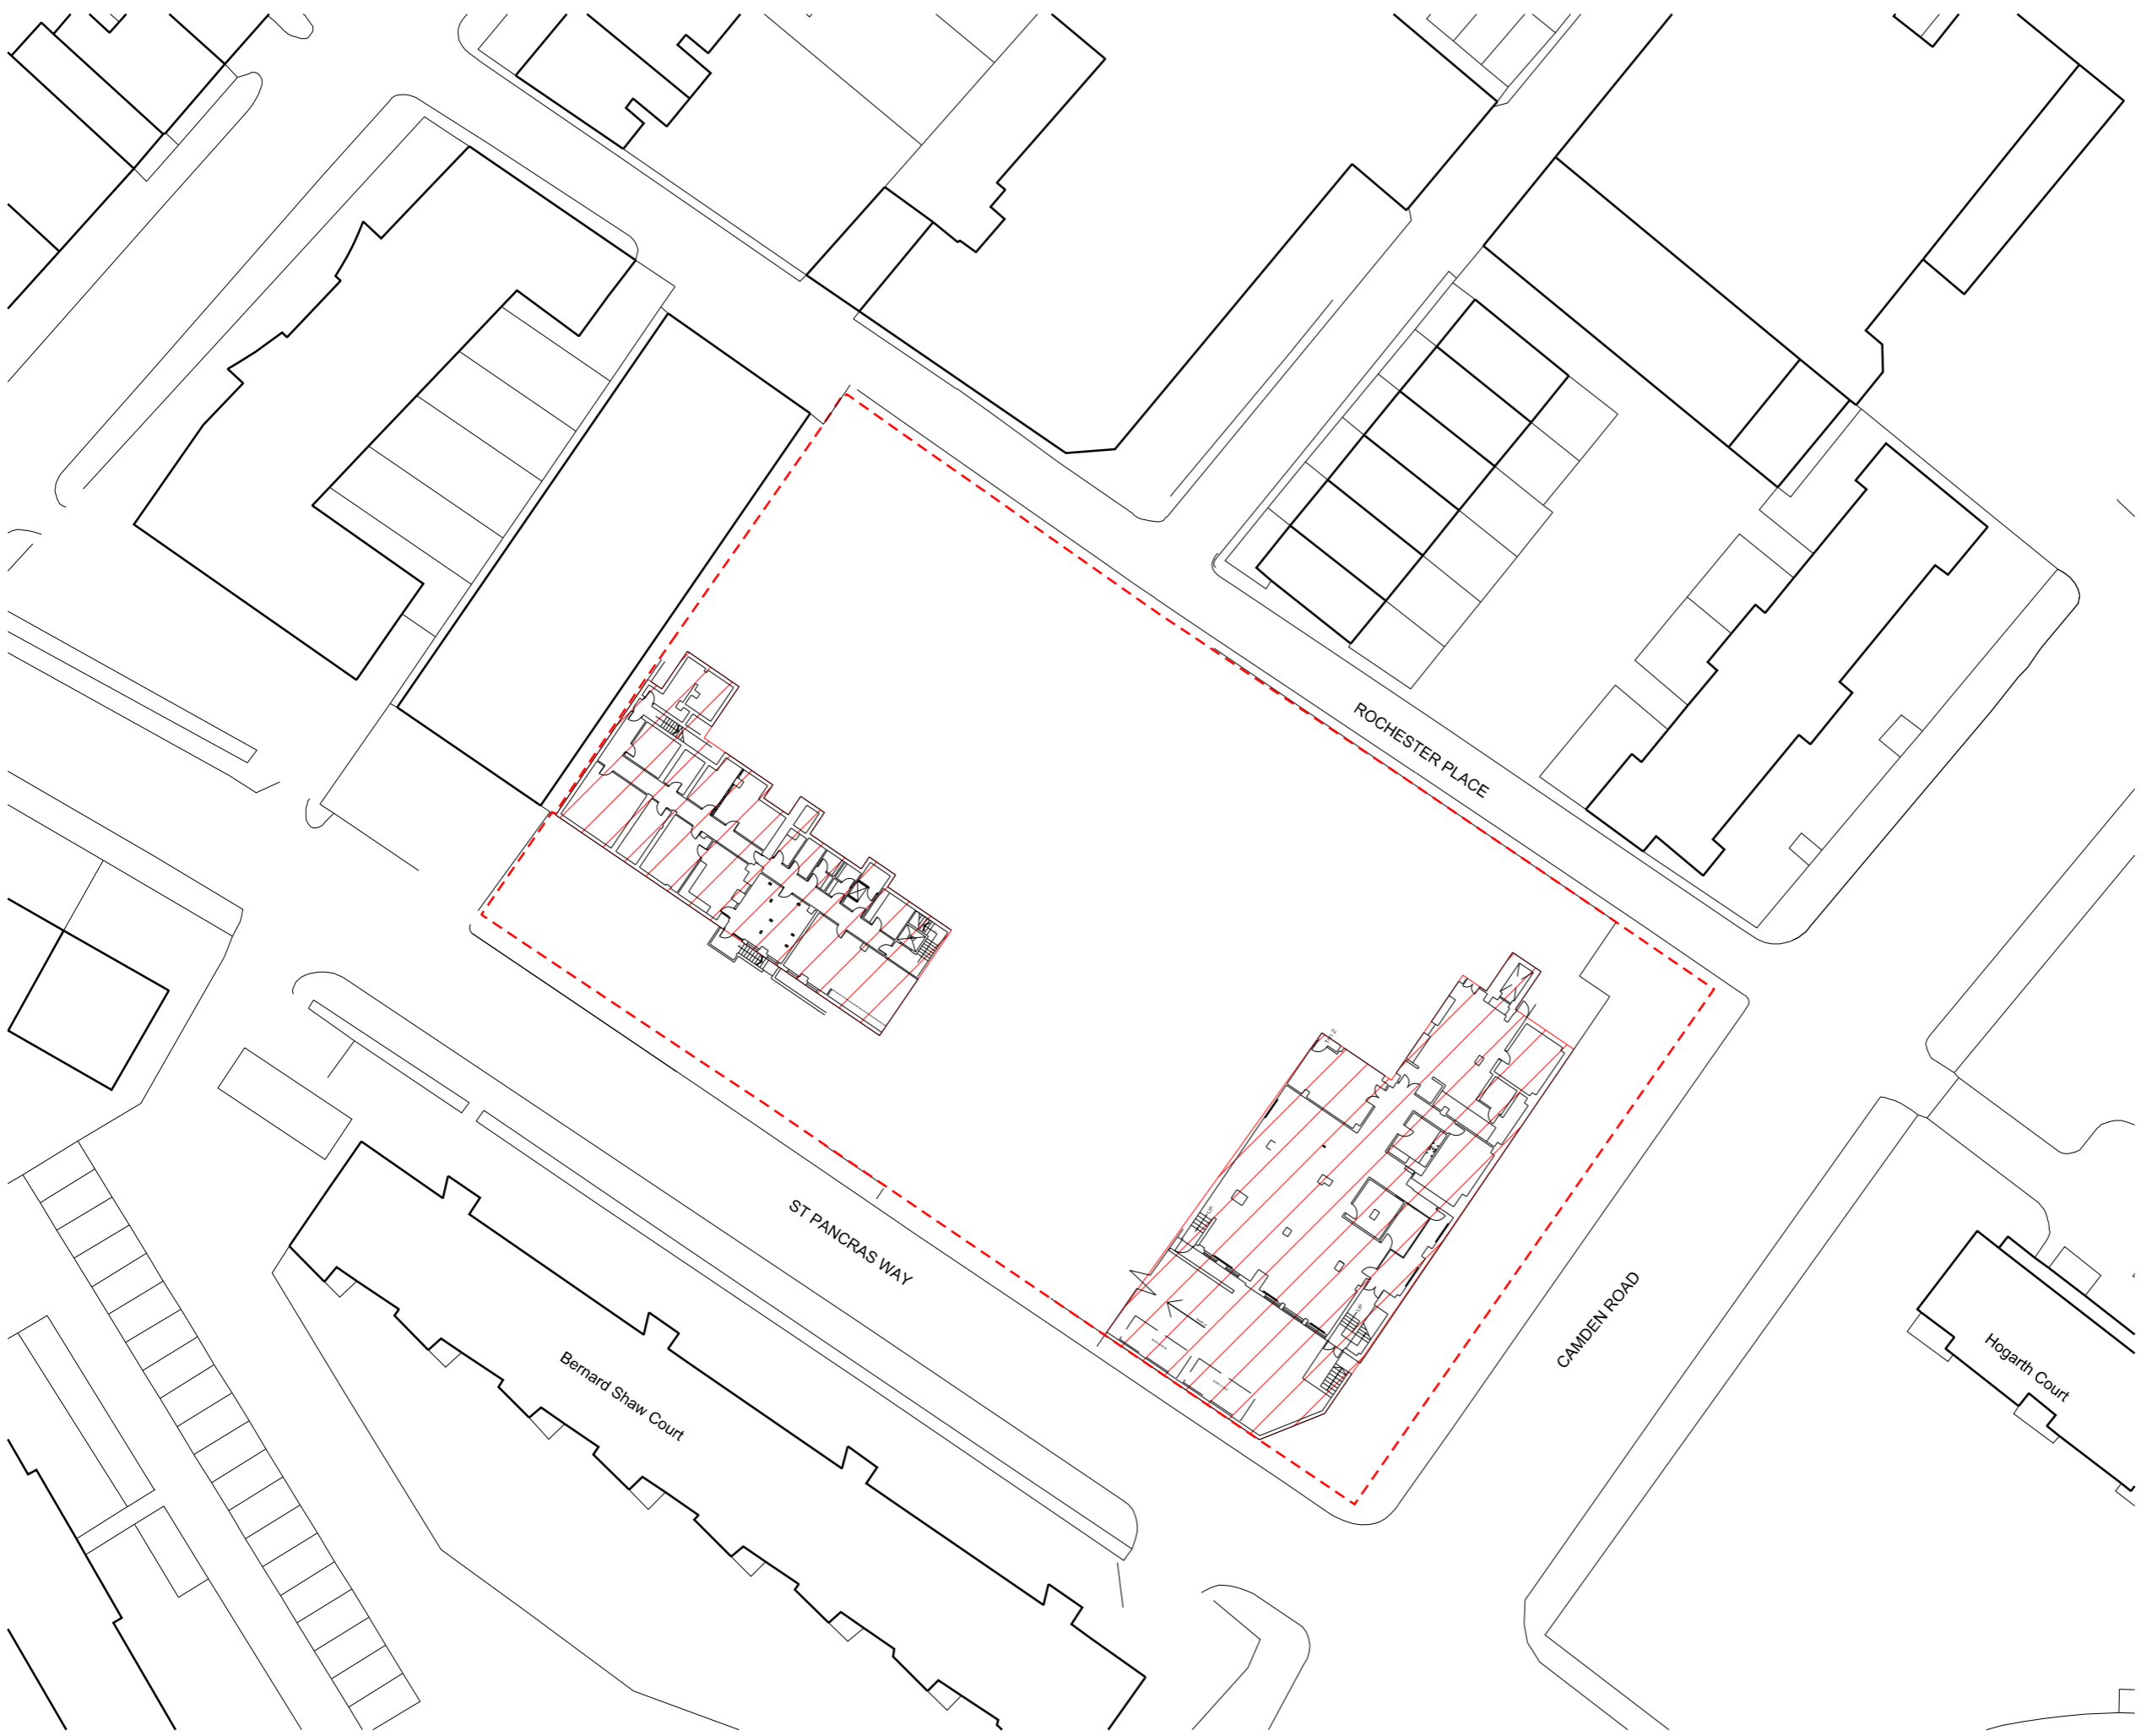 ROCHESTER PLACE
ST PANCRAS WAY
CAMDEN ROAD
Hogarth Court
Bernard Shaw Court